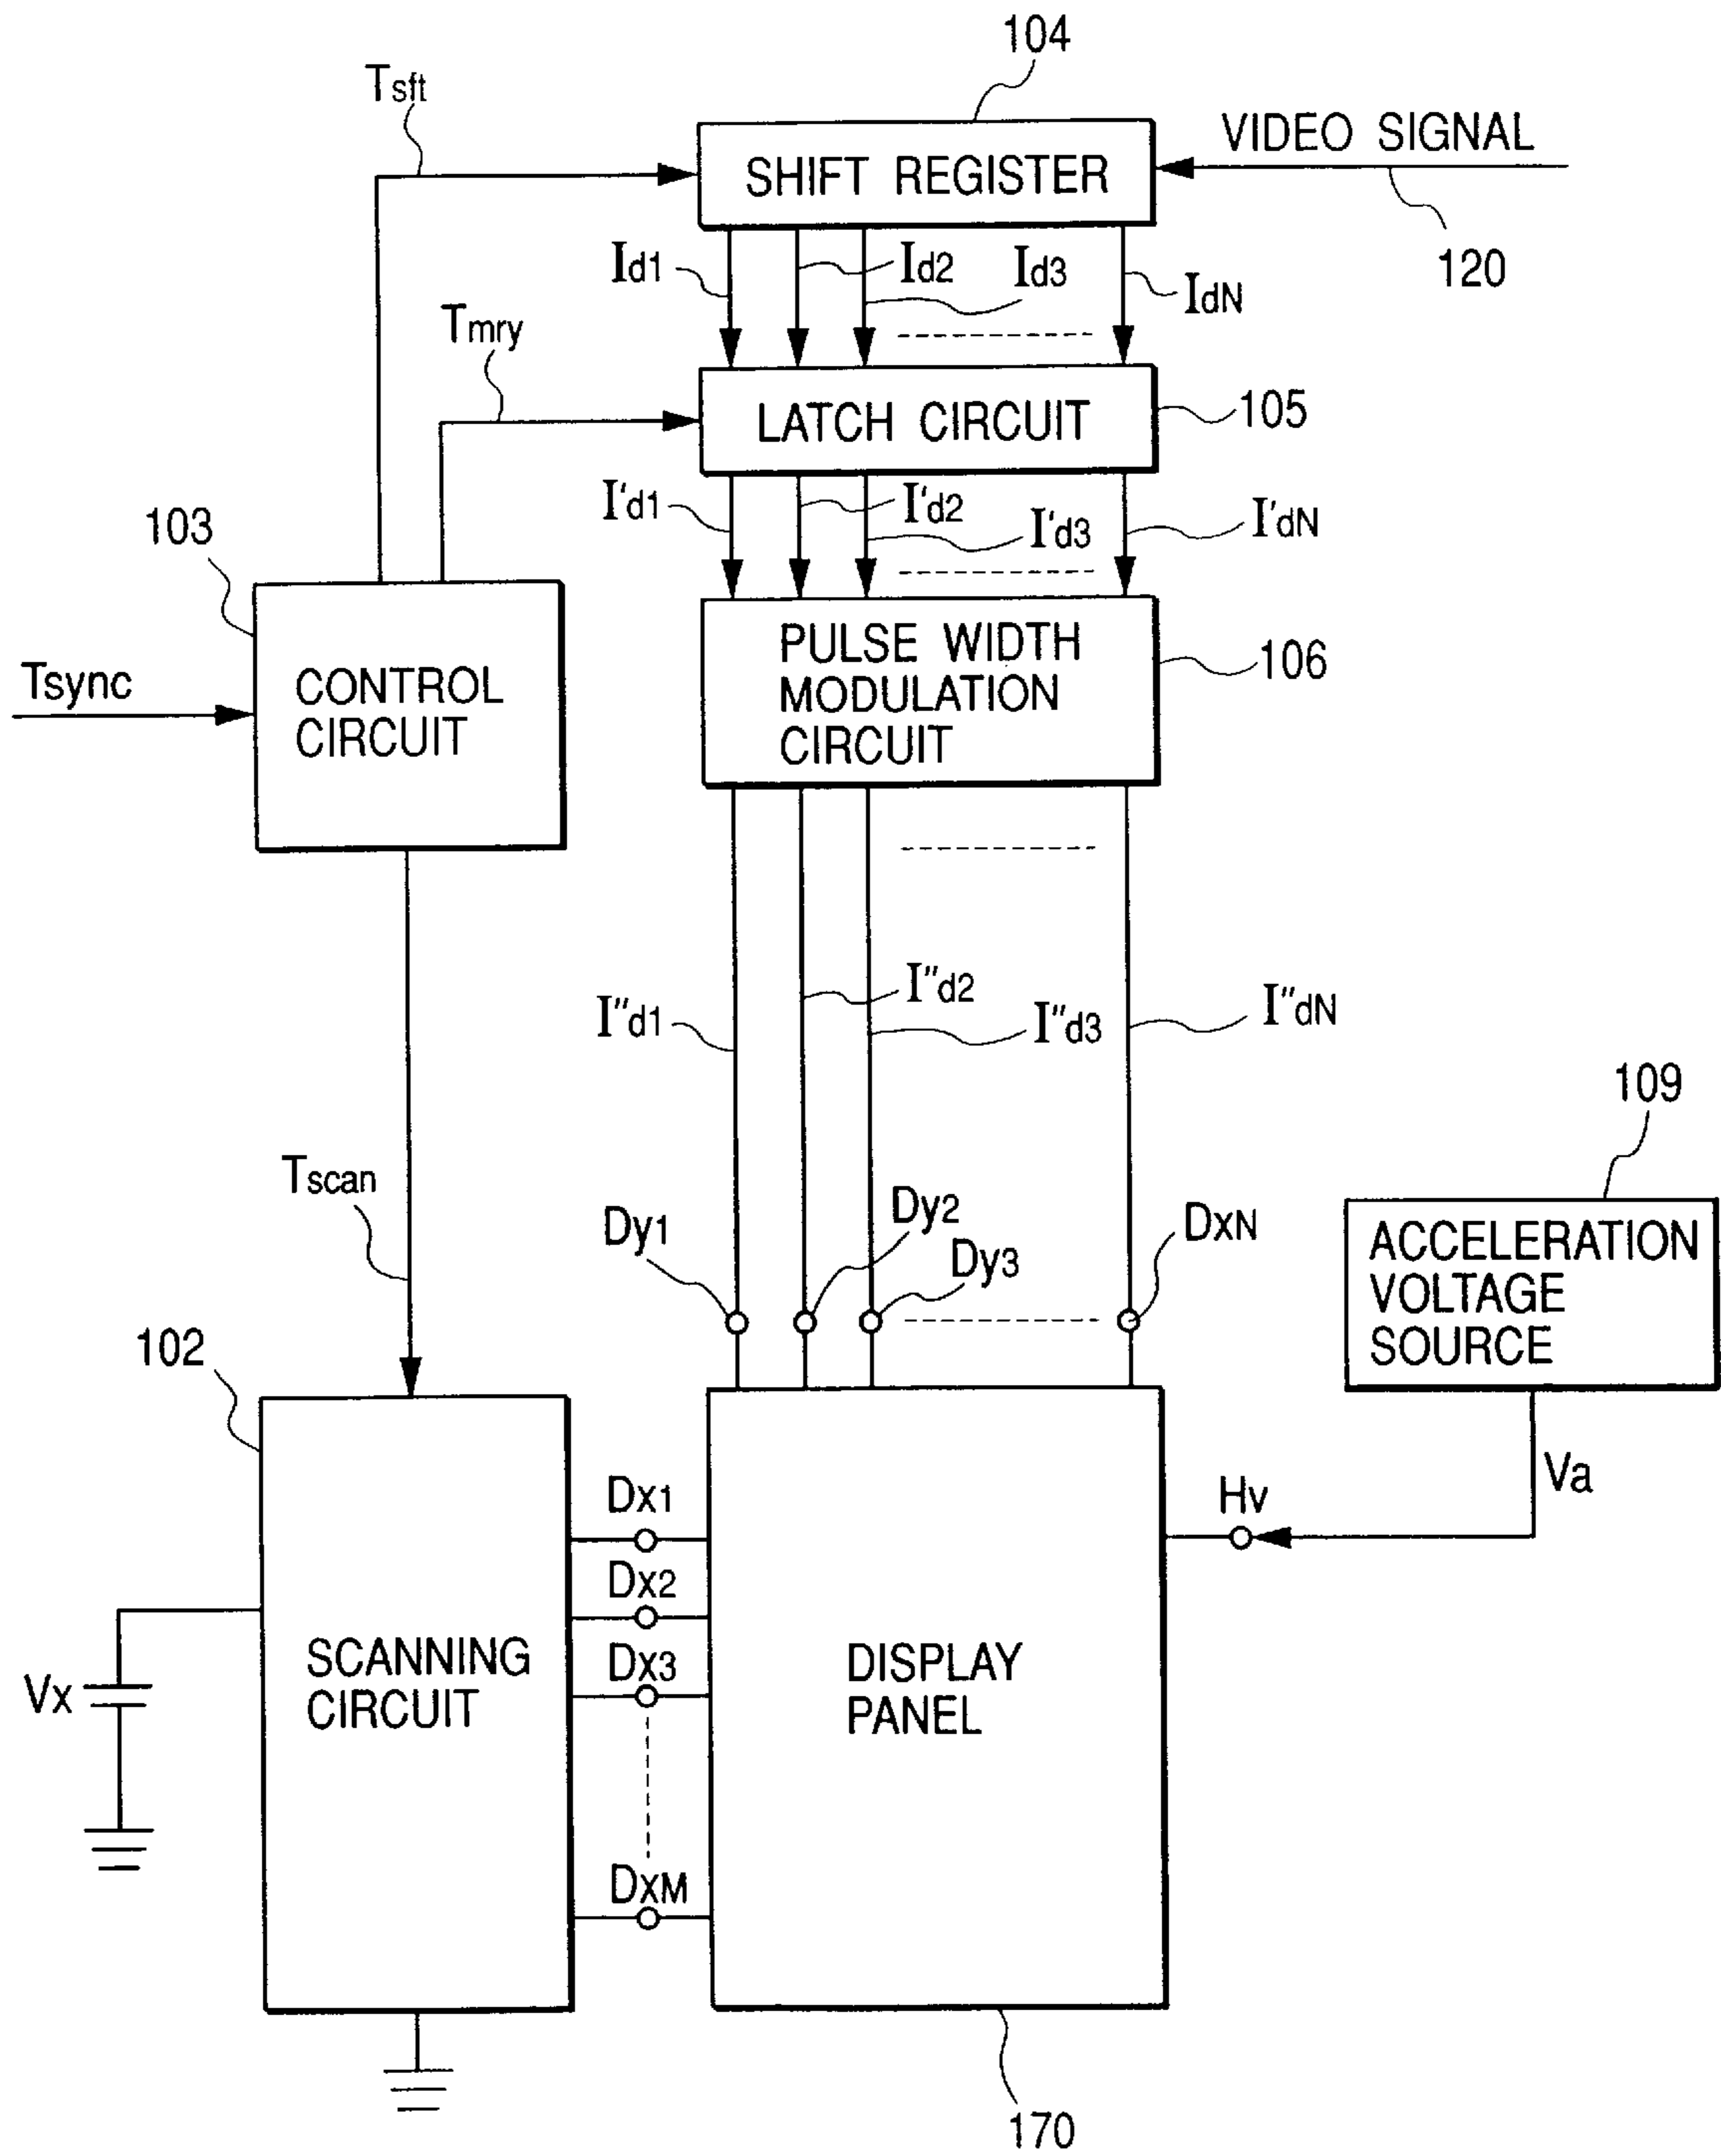 104
Tsft
VIDEO SIGNAL
SHIFT REGISTER
120
Id1
Id2
Id3
IdN
Tmry
LATCH CIRCUIT
105
I'd1
I'd2
I'd3
I'dN
103
PULSE WIDTH
MODULATION
CIRCUIT
106
Tsync
CONTROL
CIRCUIT
I"d1
I"d2
I"d3
I"dN
109
Tscan
Dy1
Dy2
Dy3
DxN
ACCELERATION
VOLTAGE
SOURCE
102
Va
Hv
Dx1
Dx2
Dx3
DxM
SCANNING
CIRCUIT
DISPLAY
PANEL
Vx
170